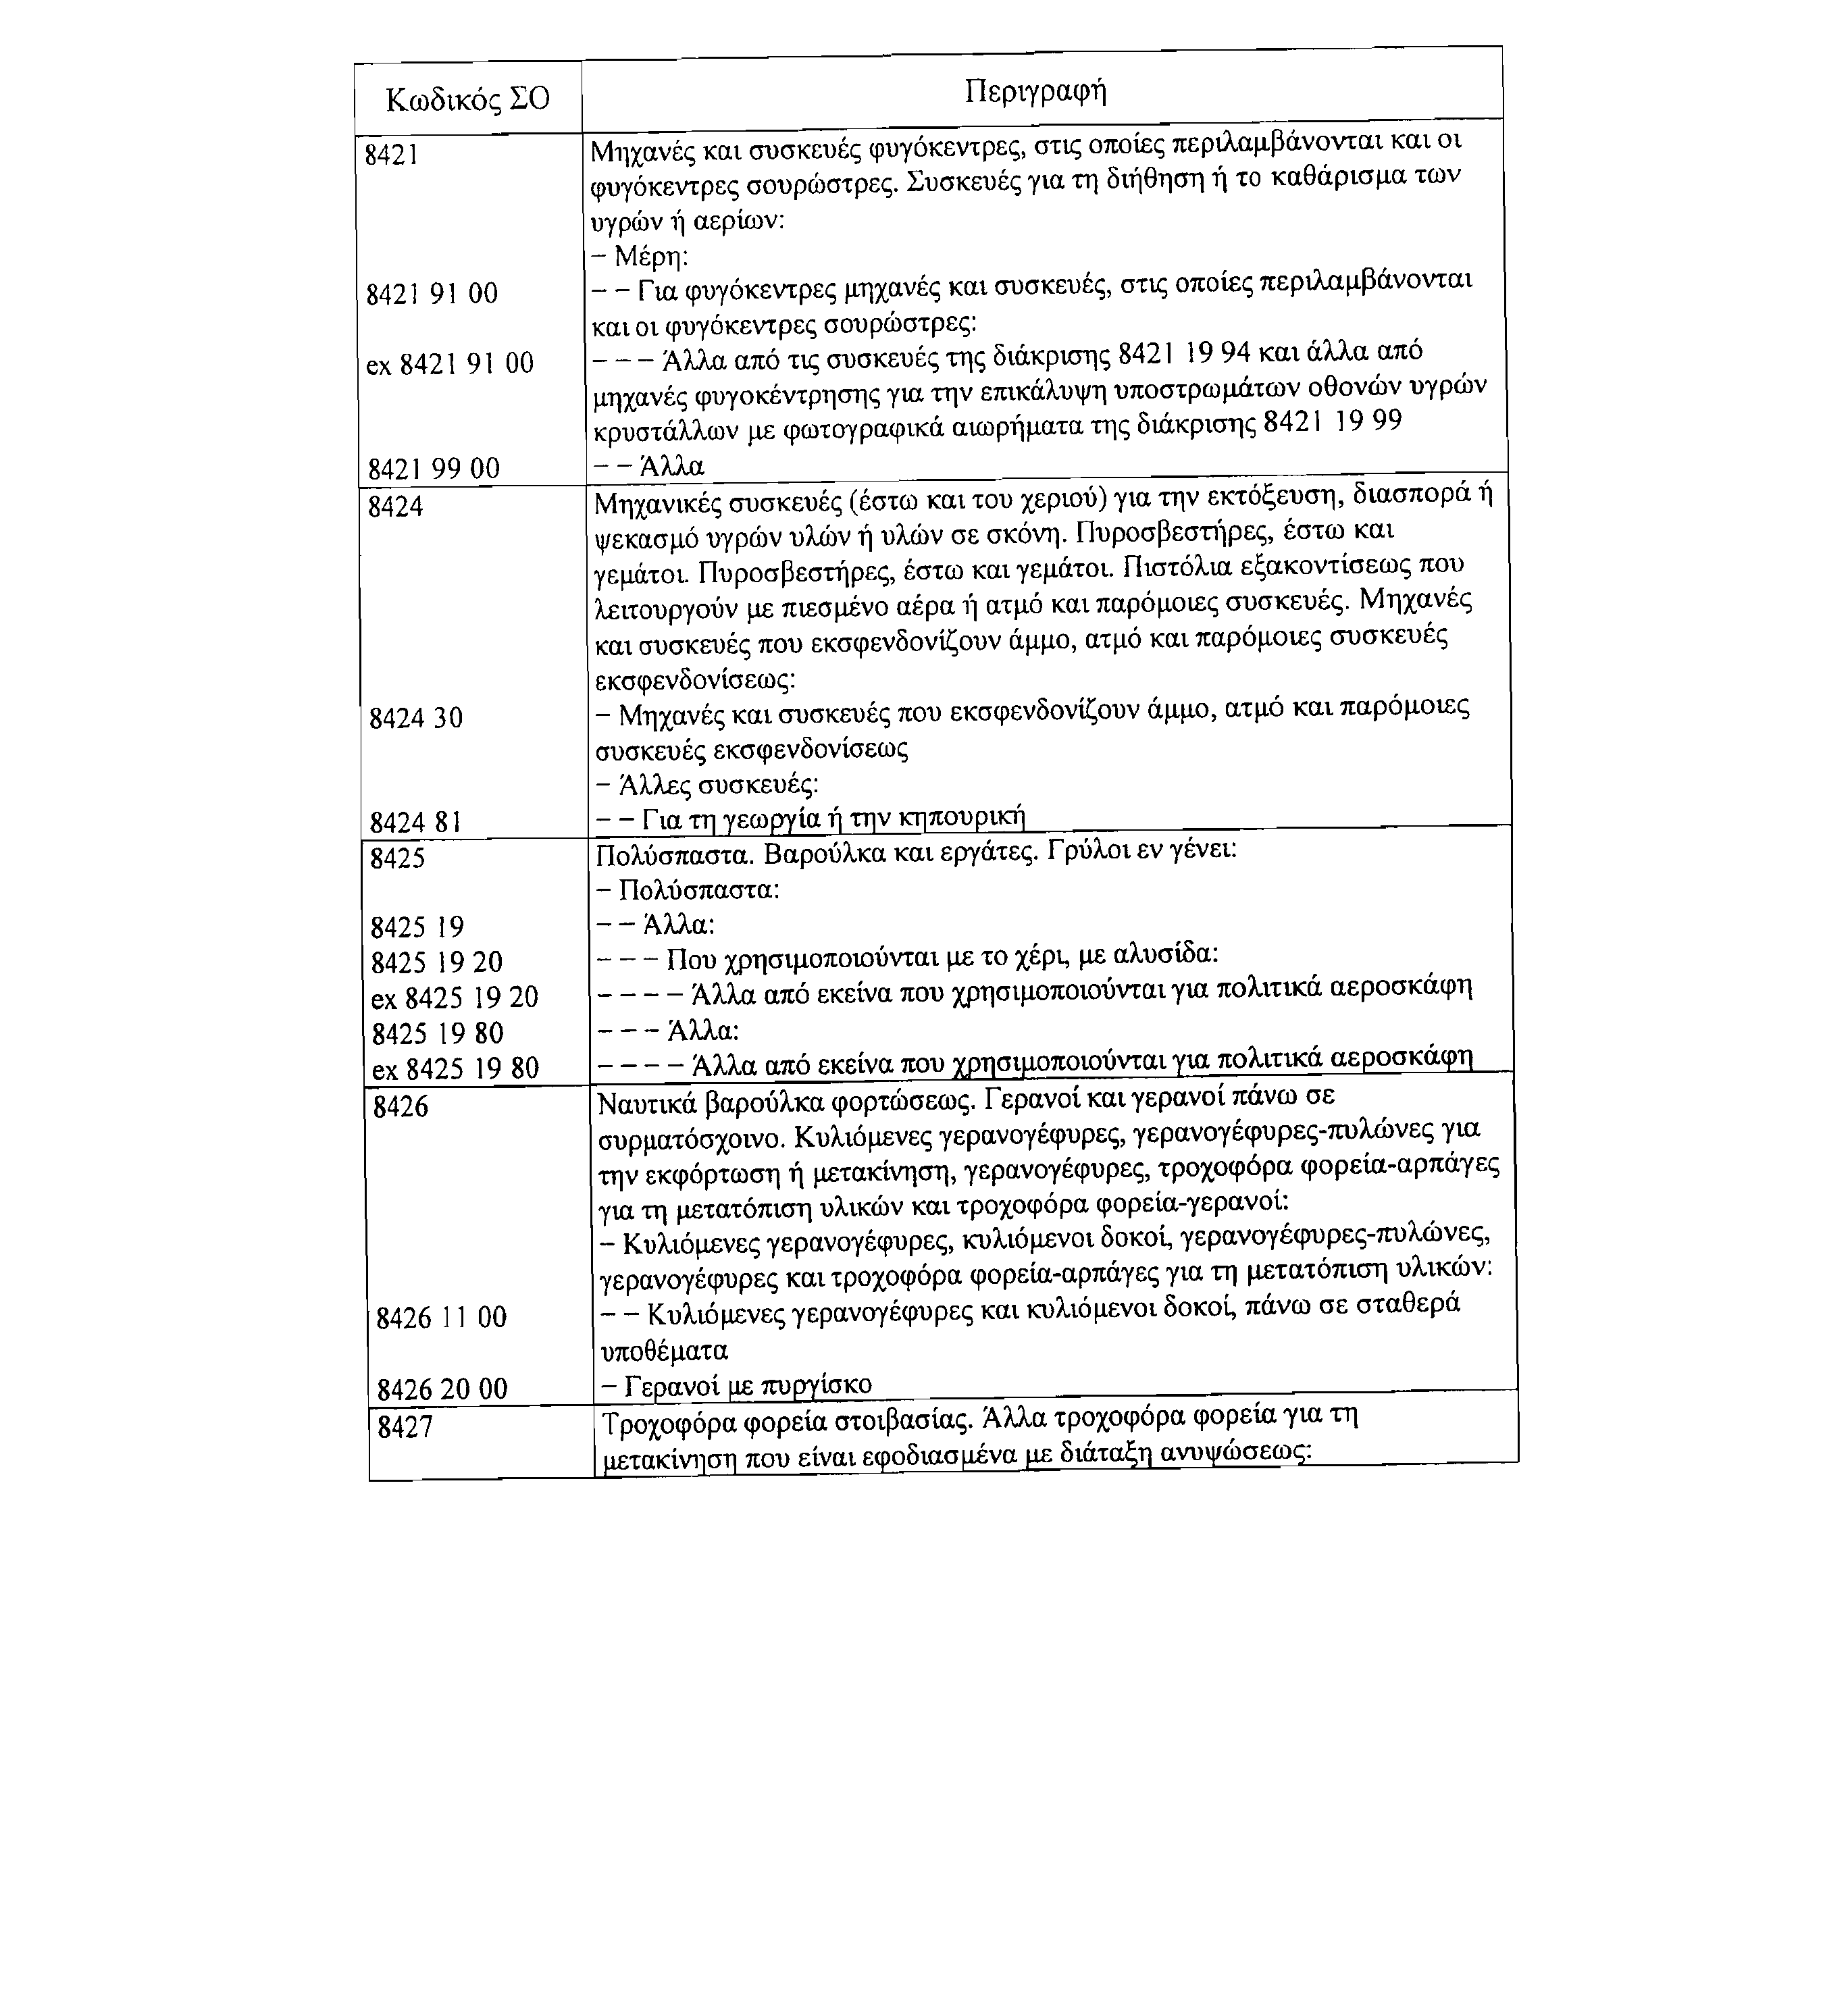 Κωδικός ΣΟ Περιγραφή
8421 Μηχανές και συσκευές φυγόκεντρες, στις οποίες περιλαμβάνονται και οι
φυγόκεντρες σουρώστρες. Συσκευές για τη διήθηση ή το καθάρισμα των
υγρών ή αερίων:
− Μέρη:
8421 91 00 − − Για φυγόκεντρες μηχανές και συσκευές, στις οποίες περιλαμβάνονται
και οι φυγόκεντρες σουρώστρες:
ex 8421 91 00 − − − Άλλα από τις συσκευές της διάκρισης 8421 19 94 και άλλα από
μηχανές φυγοκέντρησης για την επικάλυψη υποστρωμάτων οθονών υγρών
κρυστάλλων με φωτογραφικά αιωρήματα της διάκρισης 8421 19 99
8421 99 00 − − Άλλα
8424 Μηχανικές συσκευές (έστω και του χεριού) για την εκτόξευση, διασπορά ή
ψεκασμό υγρών υλών ή υλών σε σκόνη. Πυροσβεστήρες, έστω και
γεμάτοι. Πυροσβεστήρες, έστω και γεμάτοι. Πιστόλια εξακοντίσεως που
λειτουργούν με πιεσμένο αέρα ή ατμό και παρόμοιες συσκευές. Μηχανές
και συσκευές που εκσφενδονίζουν άμμο, ατμό και παρόμοιες συσκευές
εκσφενδονίσεως:
8424 30 − Μηχανές και συσκευές που εκσφενδονίζουν άμμο, ατμό και παρόμοιες
συσκευές εκσφενδονίσεως
− Άλλες συσκευές:
8424 81 − − Για τη γεωργία ή την κηπουρική
8425 Πολύσπαστα. Βαρούλκα και εργάτες. Γρύλοι εν γένει:
− Πολύσπαστα:
8425 19 − − Άλλα:
8425 19 20 − − − Που χρησιμοποιούνται με το χέρι, με αλυσίδα:
ex 8425 19 20 − − − − Άλλα από εκείνα που χρησιμοποιούνται για πολιτικά αεροσκάφη
8425 19 80 − − − Άλλα:
ex 8425 19 80 − − − − Άλλα από εκείνα που χρησιμοποιούνται για πολιτικά αεροσκάφη
8426 Ναυτικά βαρούλκα φορτώσεως. Γερανοί και γερανοί πάνω σε
συρματόσχοινο. Κυλιόμενες γερανογέφυρες, γερανογέφυρες-πυλώνες για
την εκφόρτωση ή μετακίνηση, γερανογέφυρες, τροχοφόρα φορεία-αρπάγες
για τη μετατόπιση υλικών και τροχοφόρα φορεία-γερανοί:
− Κυλιόμενες γερανογέφυρες, κυλιόμενοι δοκοί, γερανογέφυρες-πυλώνες,
γερανογέφυρες και τροχοφόρα φορεία-αρπάγες για τη μετατόπιση υλικών:
8426 11 00 − − Κυλιόμενες γερανογέφυρες και κυλιόμενοι δοκοί, πάνω σε σταθερά
υποθέματα
8426 20 00 − Γερανοί με πυργίσκο
8427 Τροχοφόρα φορεία στοιβασίας. Άλλα τροχοφόρα φορεία για τη
μετακίνηση που είναι εφοδιασμένα με διάταξη ανυψώσεως: